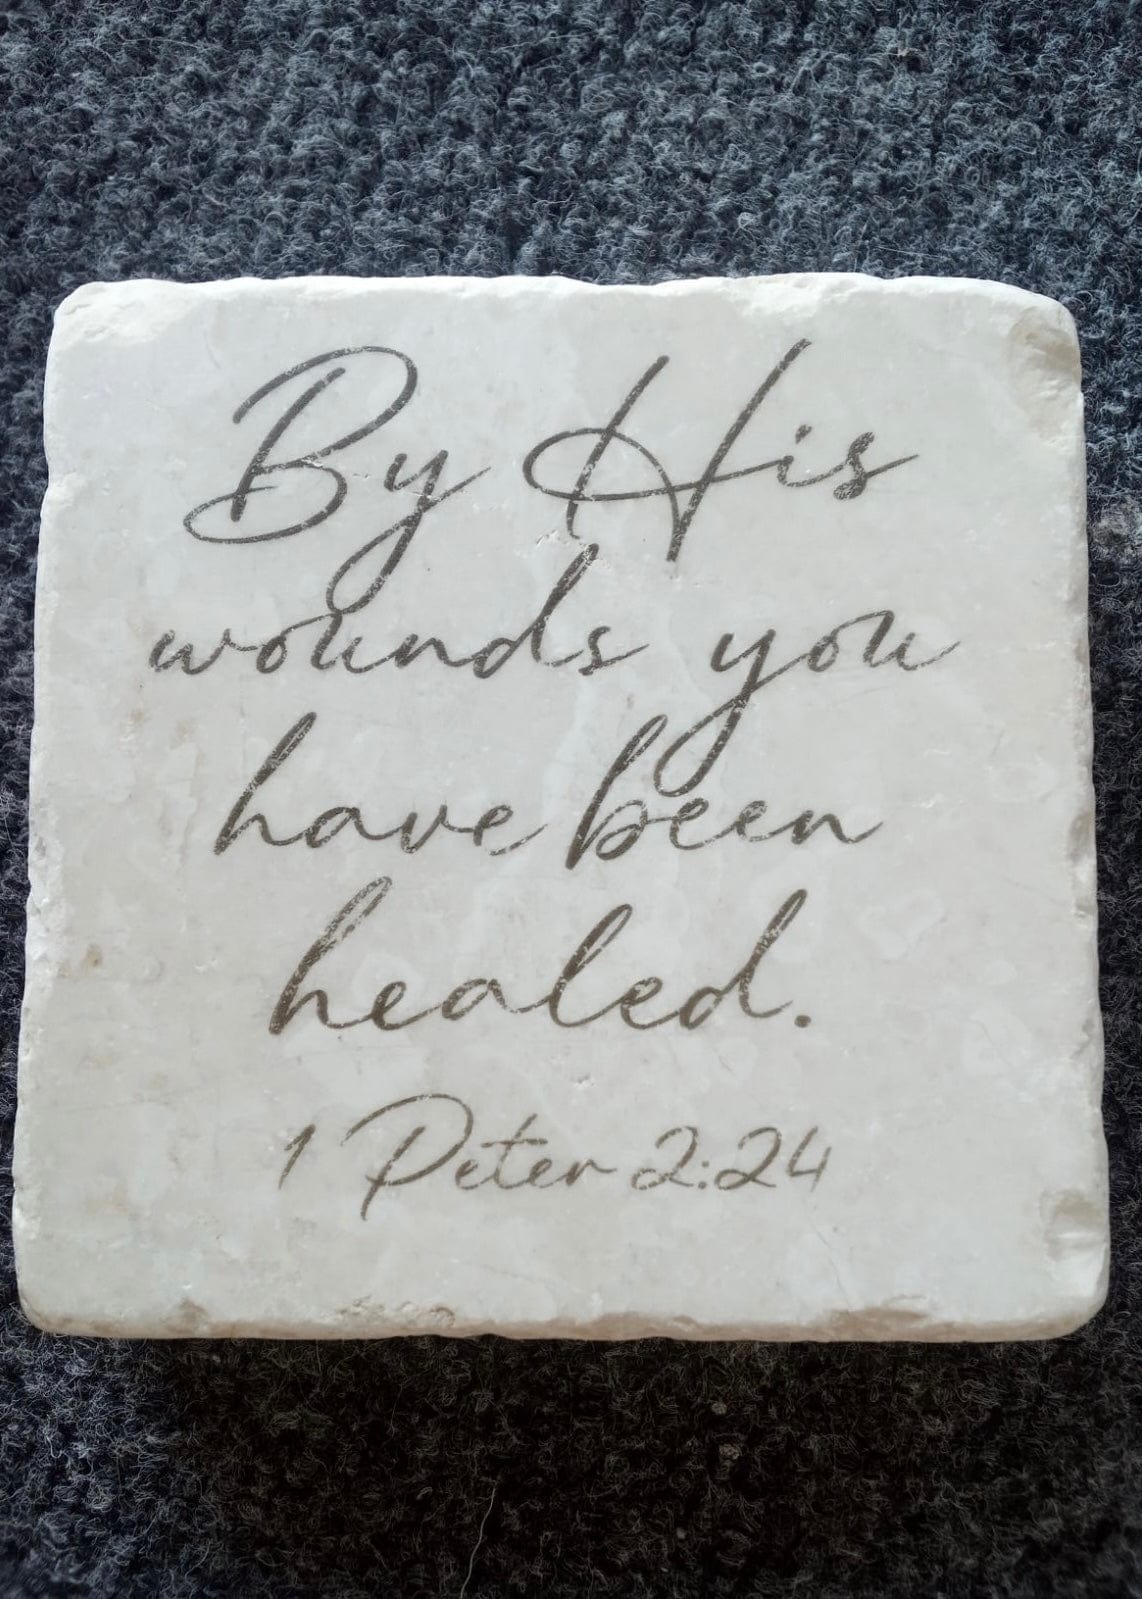 By His
wounds you
have been
healed.
1 Peter 2:24